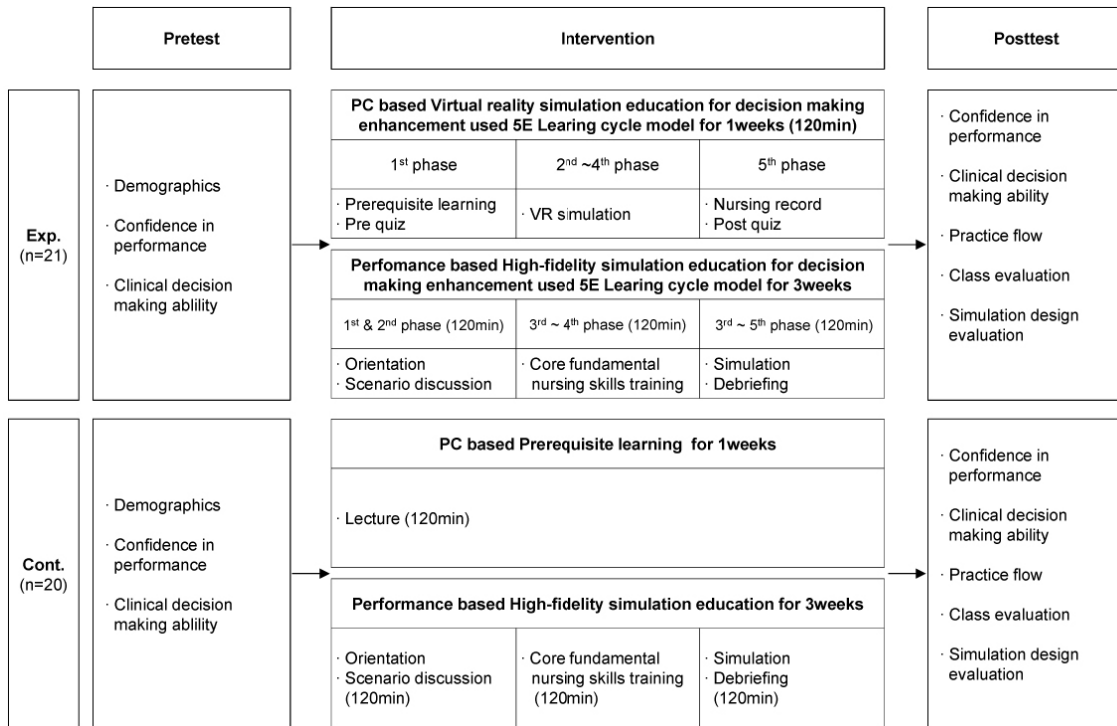 Pretest
Intervention
Posttest
Exp.
(n=21)
· Demographics
· Confidence in
performance
· Clinical decision
making ablility
PC based Virtual reality simulation education for decision making
enhancement used 5E Learing cycle model for 1weeks (120min)
1st phase
2nd ~4th phase
5th phase
· Prerequisite learning
· Pre quiz
· VR simulation
· Nursing record
· Post quiz
Perfomance based High-fidelity simulation education for decision
making enhancement used 5E Learing cycle model for 3weeks
1st & 2nd phase (120min)
3rd ~ 4th phase (120min)
3rd ~ 5th phase (120min)
· Orientation
· Scenario discussion
· Core fundamental
nursing skills training
· Simulation
· Debriefing
· Confidence in
performance
· Clinical decision
making ability
· Practice flow
· Class evaluation
· Simulation design
evaluation
Cont.
(n=20)
· Demographics
· Confidence in
performance
· Clinical decision
making ablility
PC based Prerequisite learning for 1weeks
· Lecture (120min)
Performance based High-fidelity simulation education for 3weeks
· Orientation
· Scenario discussion
(120min)
· Core fundamental
nursing skills training
(120min)
· Simulation
· Debriefing
(120min)
· Confidence in
performance
· Clinical decision
making ability
· Practice flow
· Class evaluation
· Simulation design
evaluation